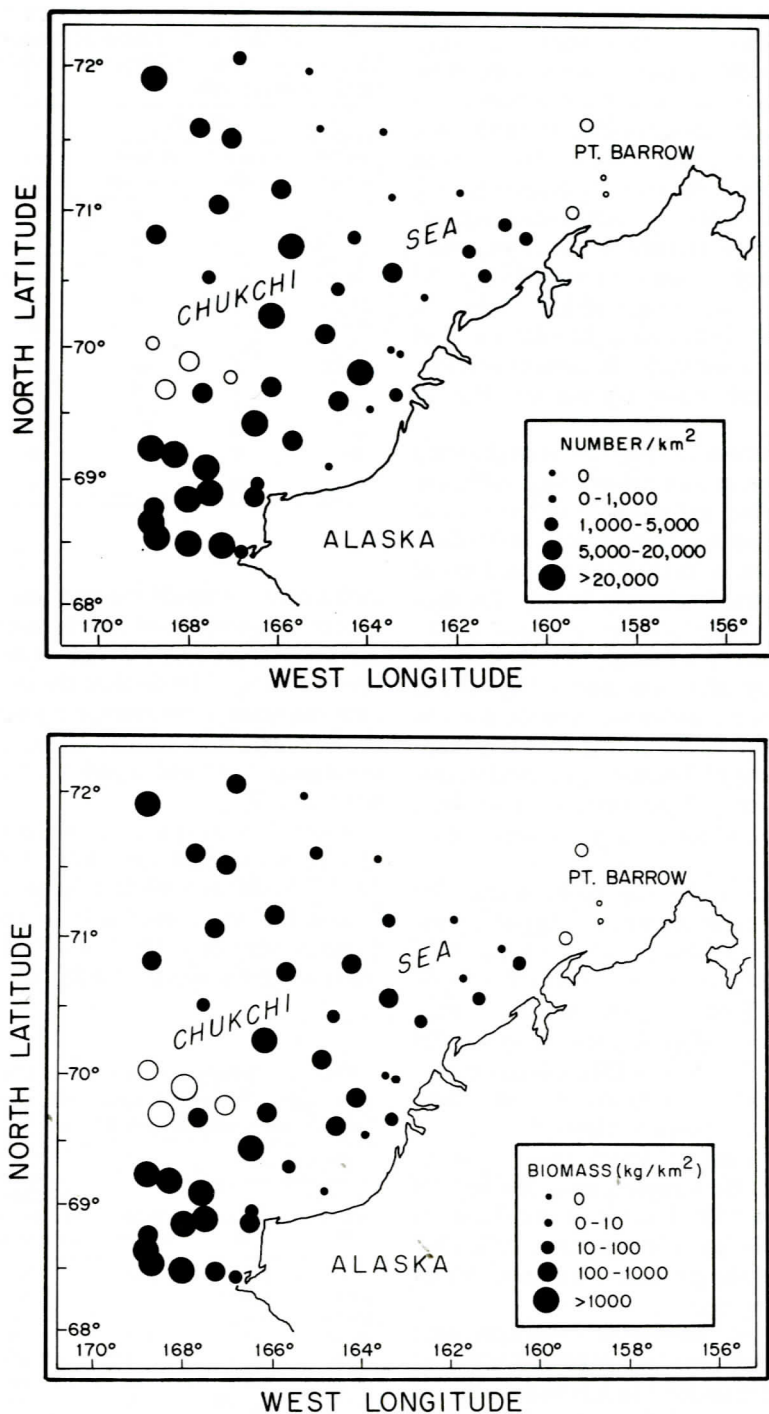 72°
71°
70°
69°
68°
NORTH LATITUDE
PT. BARROW
CHUKCHI SEA
ALASKA
NUMBER/km²
0
0-1,000
1,000-5,000
5,000-20,000
>20,000
170° 168° 166° 164° 162° 160° 158° 156°
WEST LONGITUDE
72°
71°
70°
69°
68°
NORTH LATITUDE
PT. BARROW
CHUKCHI SEA
ALASKA
BIOMASS (kg/km²)
0
0-10
10-100
100-1000
>1000
170° 168° 166° 164° 162° 160° 158° 156°
WEST LONGITUDE